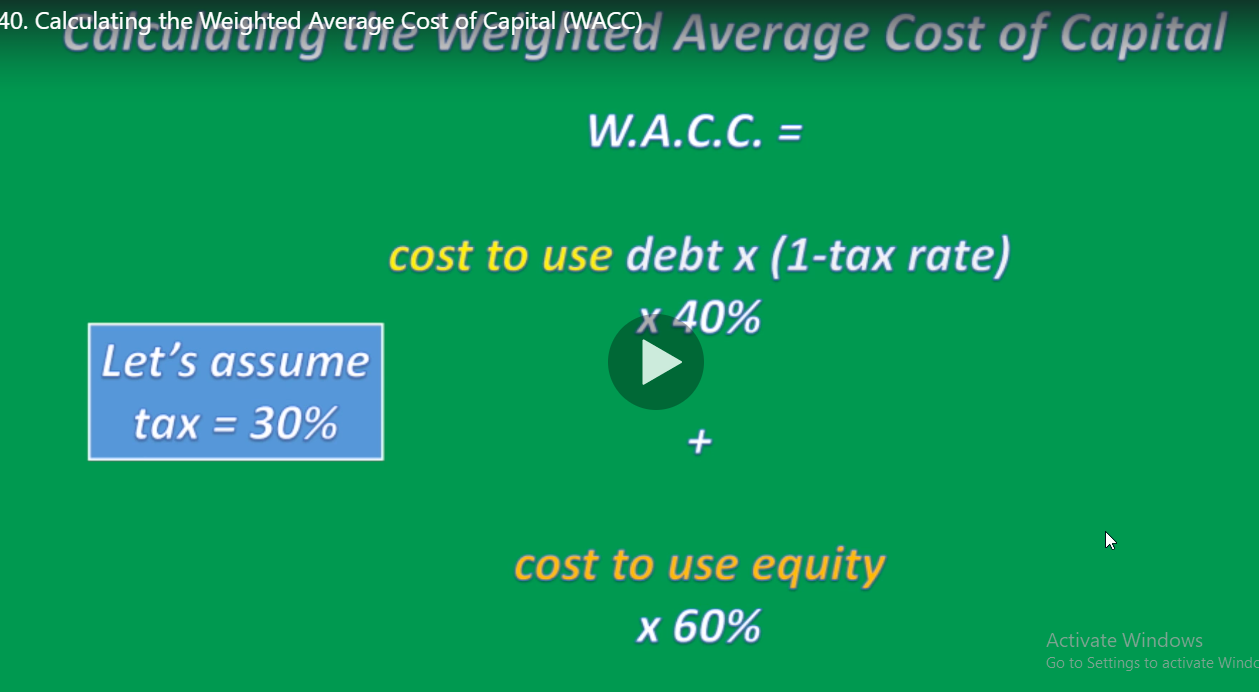 40. Calculating the Weighted Average Cost of Capital (WACC)
Calculating the Weighted Average Cost of Capital
W.A.C.C. =
cost to use debt x (1-tax rate)
x 40%
Let's assume
tax = 30%
+
cost to use equity
x 60%
Activate Windows
Go to Settings to activate Windo